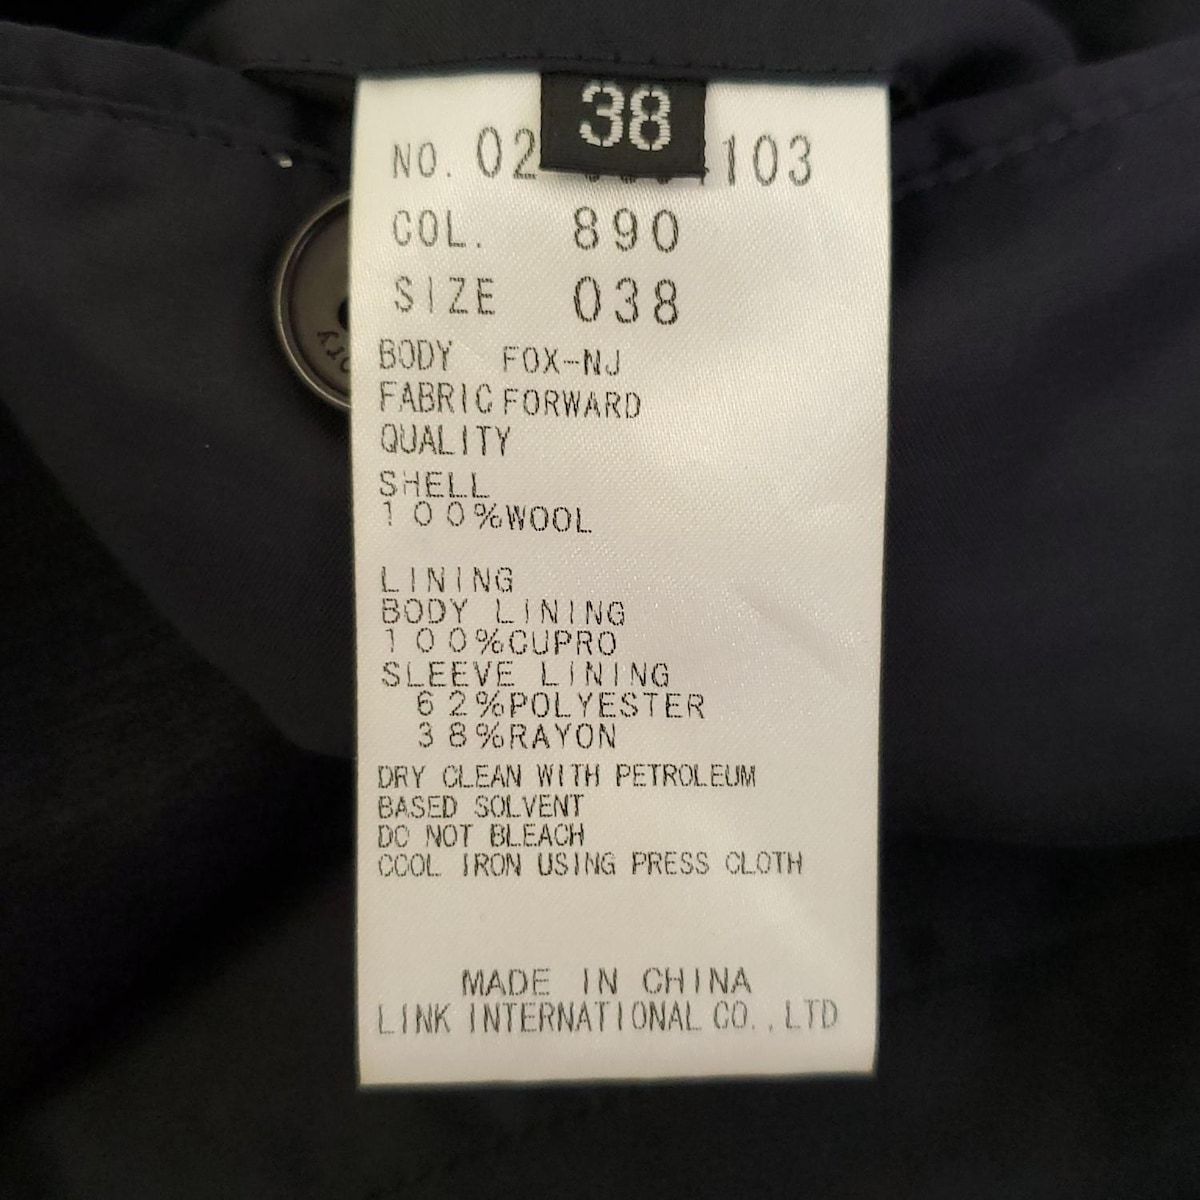 38
NO. 02 103
COL. 890
SIZE 038
BODY FOX-NJ
FABRIC FORWARD
QUALITY
SHELL
100%WOOL
LINING
BODY LINING
100%CUPRO
SLEEVE LINING
62%POLYESTER
38%RAYON
DRY CLEAN WITH PETROLEUM
BASED SOLVENT
DO NOT BLEACH
COOL IRON USING PRESS CLOTH
MADE IN CHINA
LINK INTERNATIONAL CO.,LTD